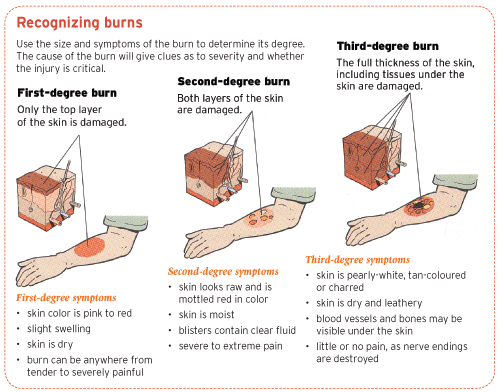 Recognizing burns
Use the size and symptoms of the burn to determine its degree.
The cause of the burn will give clues as to severity and whether
the injury is critical.
First-degree burn
Only the top layer
of the skin is damaged.
Second-degree burn
Both layers of the skin
are damaged.
Third-degree burn
The full thickness of the skin,
including tissues under the
skin are damaged.
First-degree symptoms
• skin color is pink to red
• slight swelling
• skin is dry
• burn can be anywhere from
tender to severely painful
Second-degree symptoms
• skin looks raw and is
mottled red in color
• skin is moist
• blisters contain clear fluid
• severe to extreme pain
Third-degree symptoms
• skin is pearly-white, tan-coloured
or charred
• skin is dry and leathery
• blood vessels and bones may be
visible under the skin
• little or no pain, as nerve endings
are destroyed